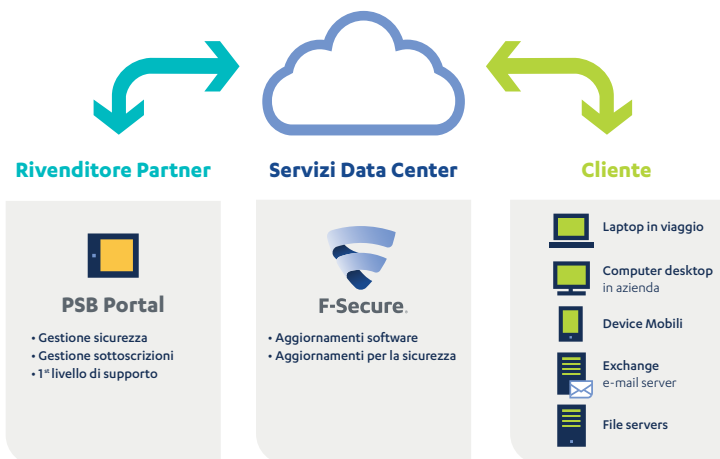 Rivenditore Partner
Servizi Data Center
Cliente
PSB Portal
• Gestione sicurezza
• Gestione sottoscrizioni
• 1st livello di supporto
F-Secure.
• Aggiornamenti software
• Aggiornamenti per la sicurezza
Laptop in viaggio
Computer desktop
in azienda
Device Mobili
Exchange
e-mail server
File servers